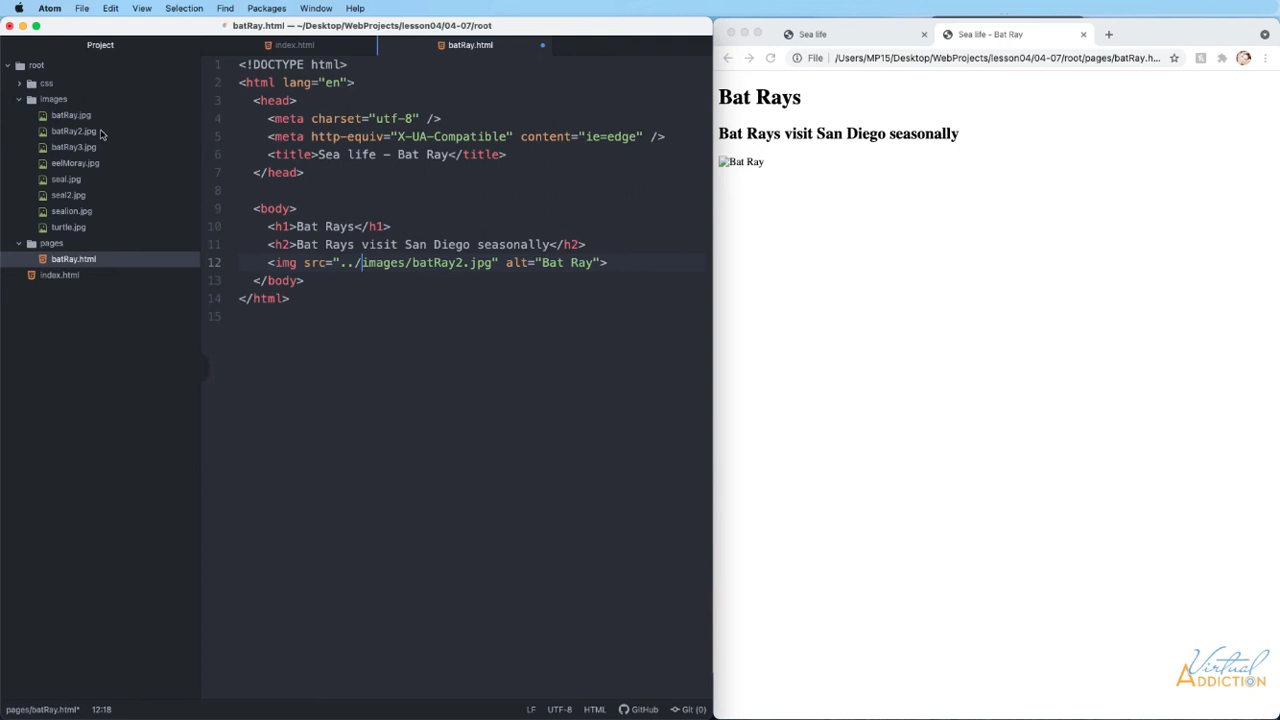 Atom File Edit View Selection Find Packages Window Help
batRay.html — ~/Desktop/WebProjects/lesson04/04-07/root
Project
index.html
batRay.html
root
css
images
batRay.jpg
batRay2.jpg
batRay3.jpg
eelMoray.jpg
seal.jpg
seal2.jpg
sealion.jpg
turtle.jpg
pages
batRay.html
index.html
1 <!DOCTYPE html>
2 <html lang="en">
3 <head>
4 <meta charset="utf-8" />
5 <meta http-equiv="X-UA-Compatible" content="ie=edge" />
6 <title>Sea life - Bat Ray</title>
7 </head>
8
9 <body>
10 <h1>Bat Rays</h1>
11 <h2>Bat Rays visit San Diego seasonally</h2>
12 <img src="../images/batRay2.jpg" alt="Bat Ray">
13 </body>
14 </html>
15
pages/batRay.html* 12:18
LF UTF-8 HTML GitHub Git (0)
Sea life
Sea life - Bat Ray
File /Users/MP15/Desktop/WebProjects/lesson04/04-07/root/pages/batRay.h...
Bat Rays
Bat Rays visit San Diego seasonally
Bat Ray
Virtual
ADDICTION